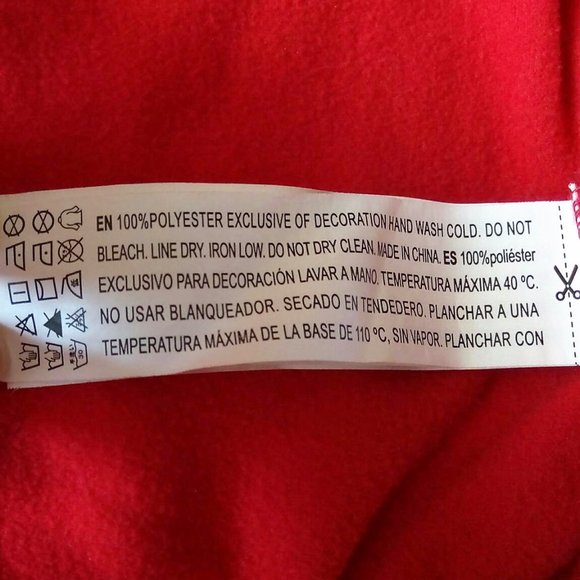 EN 100%POLYESTER EXCLUSIVE OF DECORATION HAND WASH COLD. DO NOT
BLEACH. LINE DRY. IRON LOW. DO NOT DRY CLEAN. MADE IN CHINA. ES 100%poliéster
EXCLUSIVO PARA DECORACIÓN LAVAR A MANO. TEMPERATURA MÁXIMA 40 ºC.
NO USAR BLANQUEADOR. SECADO EN TENDEDERO. PLANCHAR A UNA
TEMPERATURA MÁXIMA DE LA BASE DE 110 ºC, SIN VAPOR. PLANCHAR CON